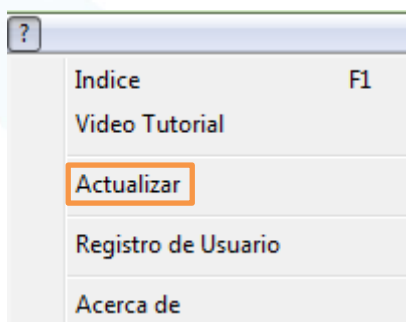 ?
Indice F1
Video Tutorial
Actualizar
Registro de Usuario
Acerca de